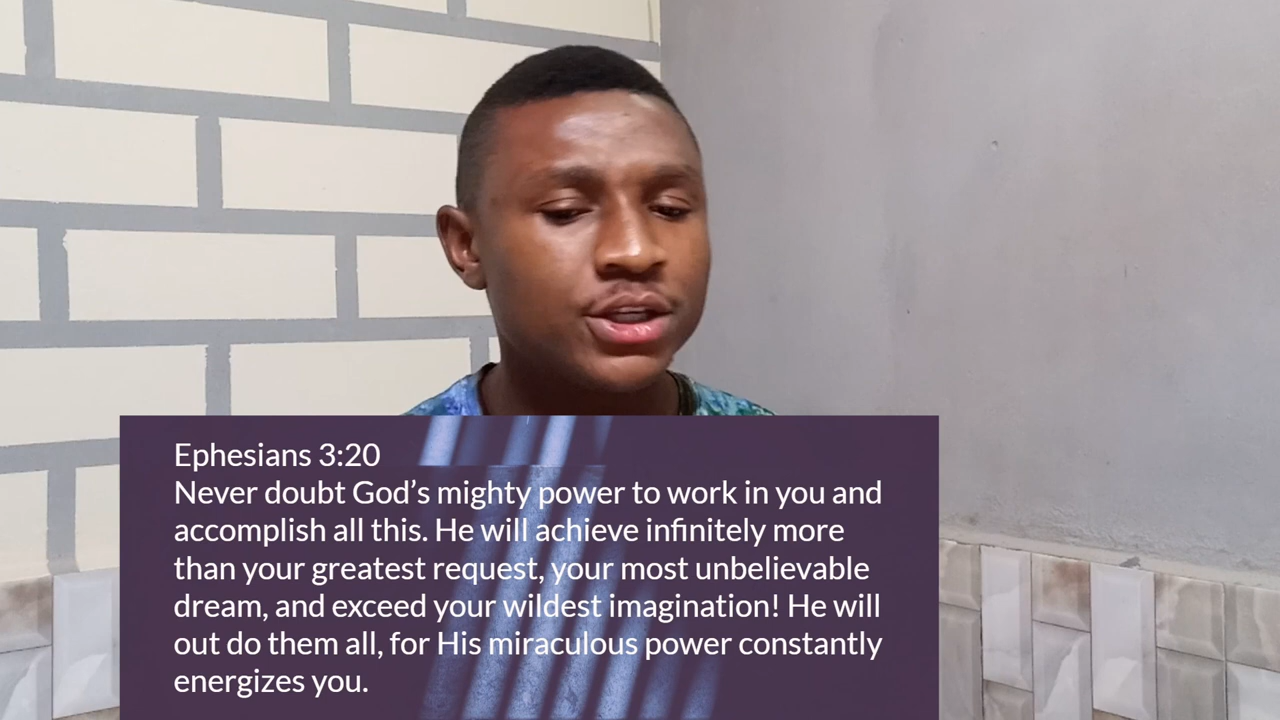 Ephesians 3:20
Never doubt God’s mighty power to work in you and
accomplish all this. He will achieve infinitely more
than your greatest request, your most unbelievable
dream, and exceed your wildest imagination! He will
out do them all, for His miraculous power constantly
energizes you.